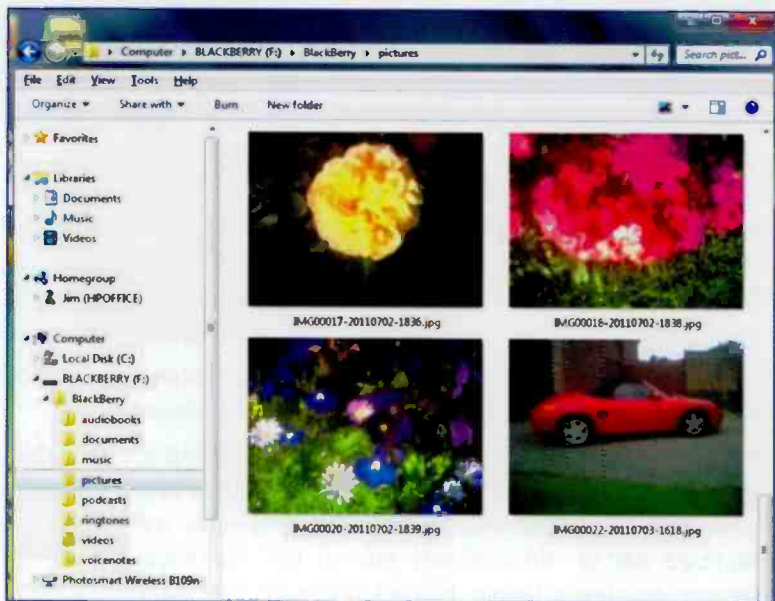 Computer ▸ BLACKBERRY (F:) ▸ BlackBerry ▸ pictures
Search pict...
File Edit View Tools Help
Organize Share with Burn New folder
Favorites
Libraries
Documents
Music
Videos
Homegroup
Jim (HPOFFICE)
Computer
Local Disk (C:)
BLACKBERRY (F:)
BlackBerry
audiobooks
documents
music
pictures
podcasts
ringtones
videos
voicenotes
Photosmart Wireless B109n-
IMG00017-20110702-1836.jpg
IMG00018-20110702-1838.jpg
IMG00020-20110702-1839.jpg
IMG00022-20110703-1618.jpg